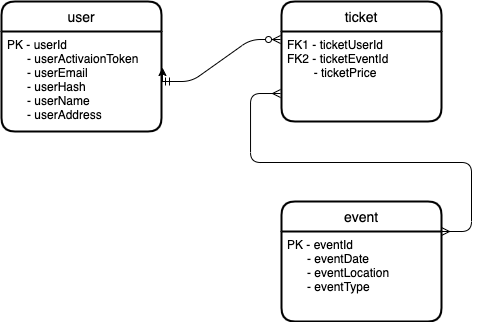 user
PK - userId
- userActivaionToken
- userEmail
- userHash
- userName
- userAddress
ticket
FK1 - ticketUserId
FK2 - ticketEventId
- ticketPrice
event
PK - eventId
- eventDate
- eventLocation
- eventType